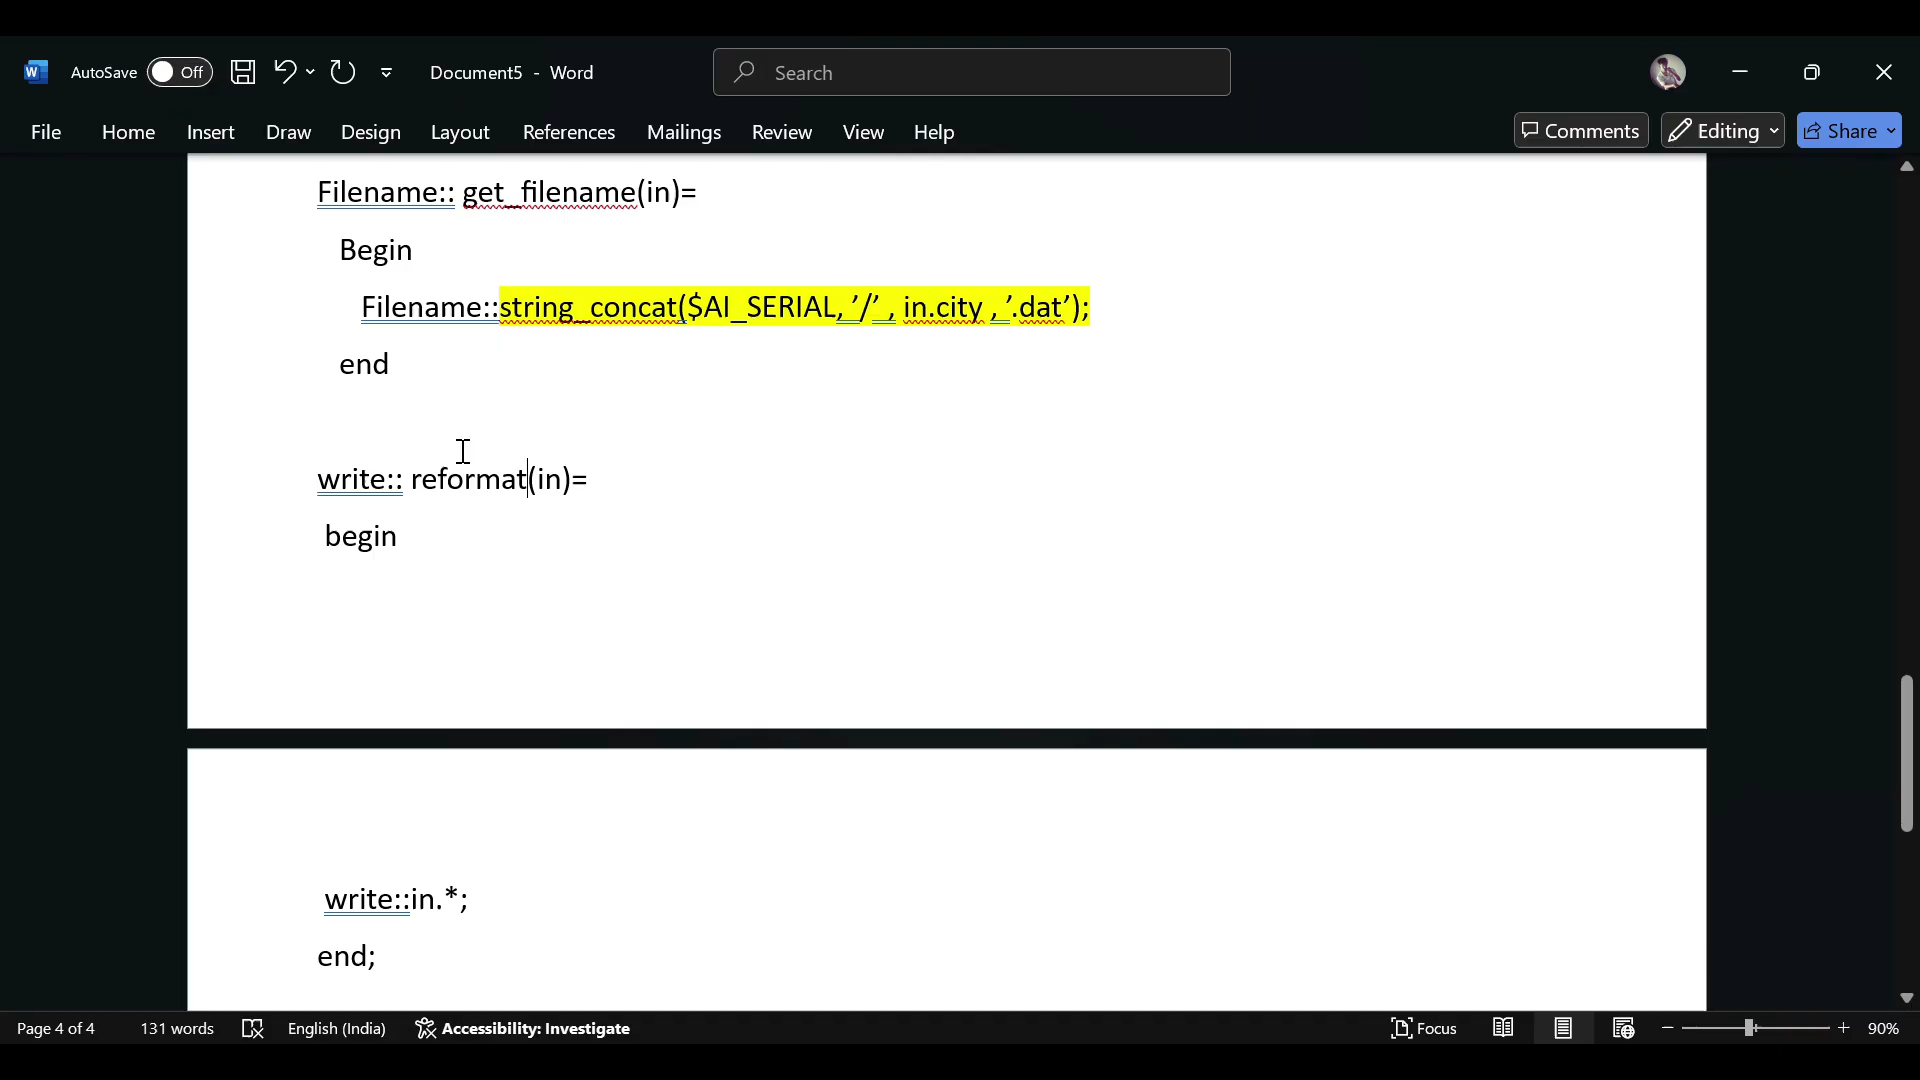 AutoSave Off Document5 - Word Search
File Home Insert Draw Design Layout References Mailings Review View Help Comments Editing Share
Filename:: get_filename(in)=
Begin
Filename::string_concat($AI_SERIAL, ’/’ , in.city , ’.dat’);
end
write:: reformat(in)=
begin
write::in.*;
end;
Page 4 of 4 131 words English (India) Accessibility: Investigate Focus 90%